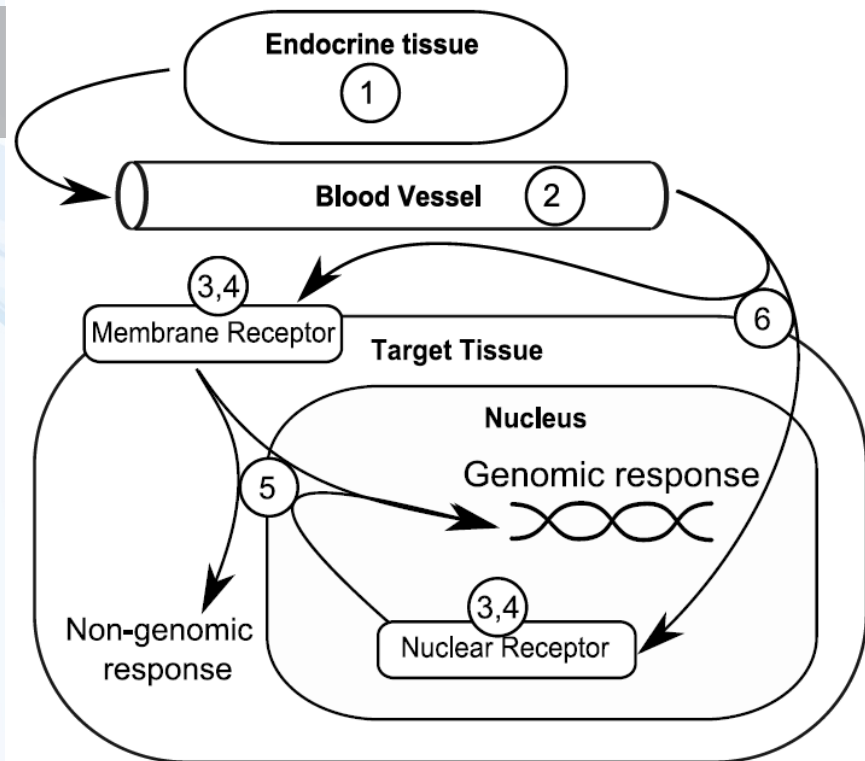 Endocrine tissue
1
Blood Vessel
2
3,4
Membrane Receptor
6
Target Tissue
Nucleus
Genomic response
5
3,4
Nuclear Receptor
Non-genomic
response